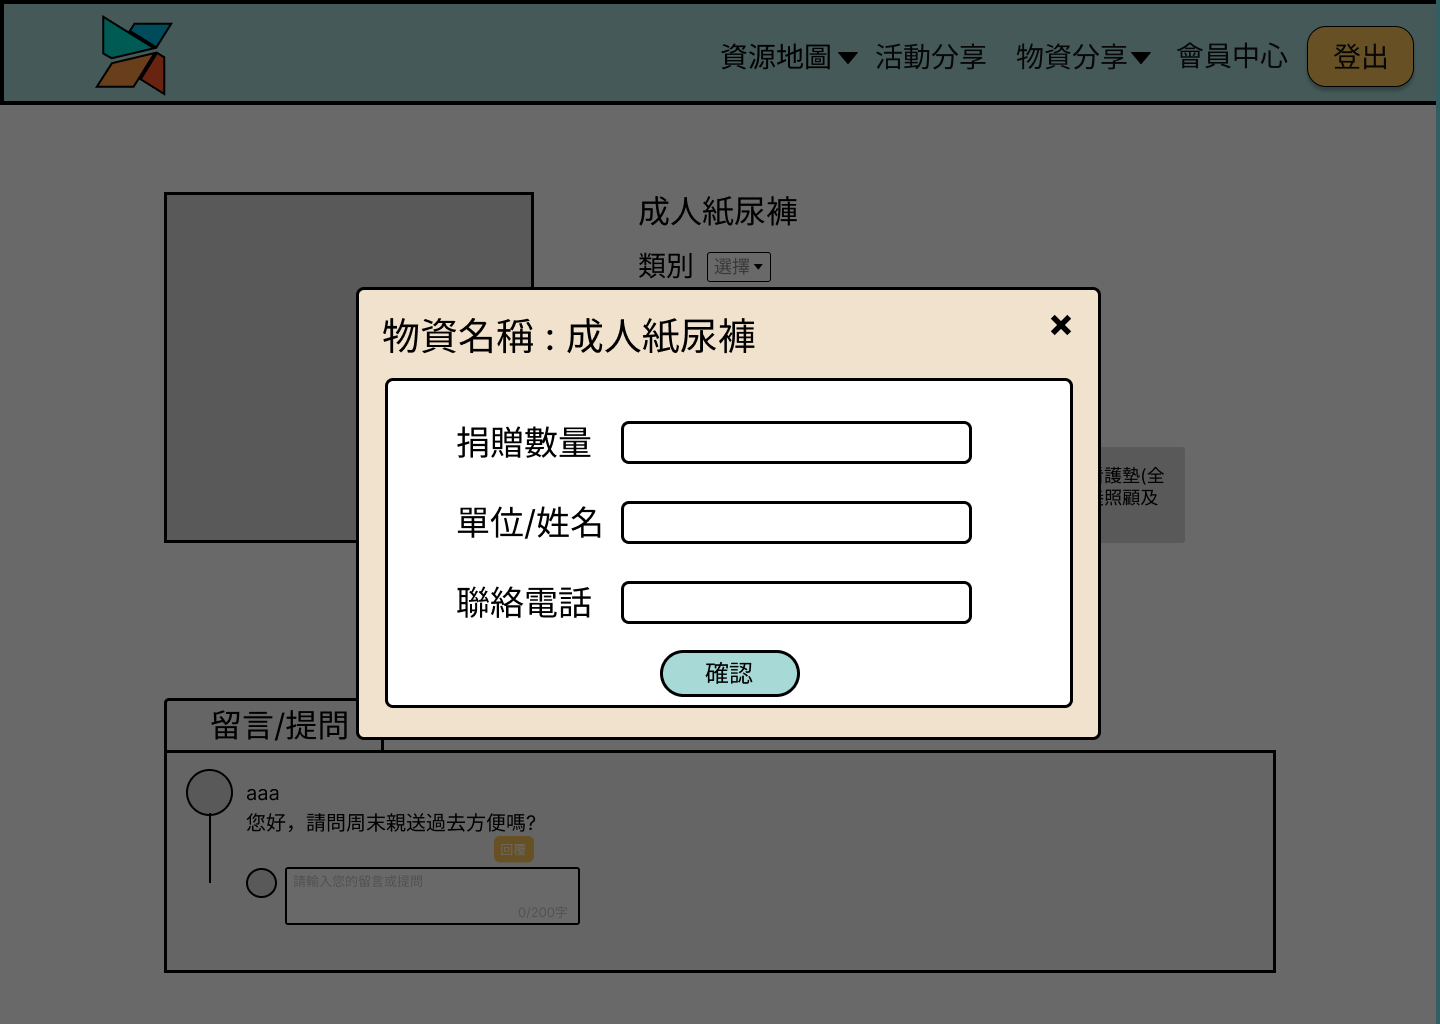 資源地圖 活動分享 物資分享 會員中心 登出
成人紙尿褲
類別 選擇
物資名稱 : 成人紙尿褲
捐贈數量
單位/姓名
聯絡電話
確認
護墊(全
照顧及
留言/提問
aaa
您好，請問周末親送過去方便嗎?
回覆
請輸入您的留言或提問
0/200字